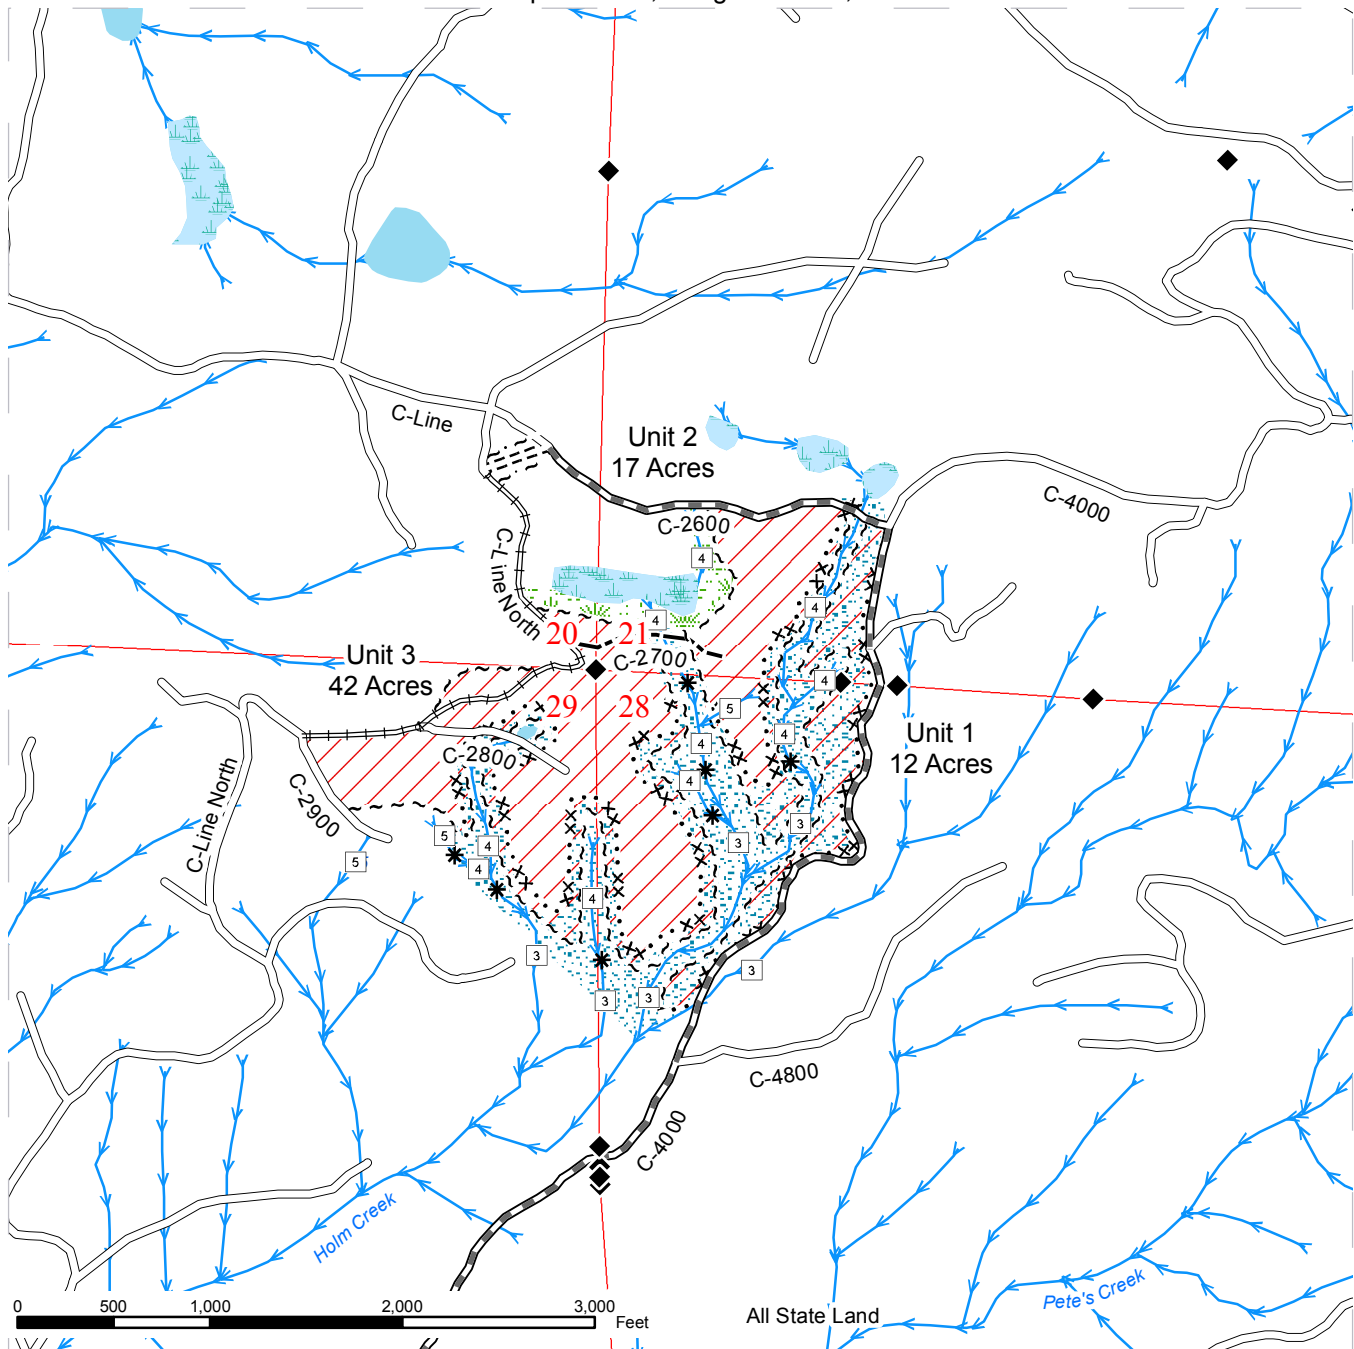 C-Line
Unit 2
17 Acres
C-2600
C-4000
C-Line North
4
4
4
20
21
C-2700
Unit 3
42 Acres
4
29
28
5
4
4
Unit 1
12 Acres
C-2800
4
C-2900
C-Line North
5
4
5
4
3
3
4
3
3
3
3
C-4800
C-4000
Holm Creek
Pete's Creek
0
500
1,000
2,000
3,000
Feet
All State Land